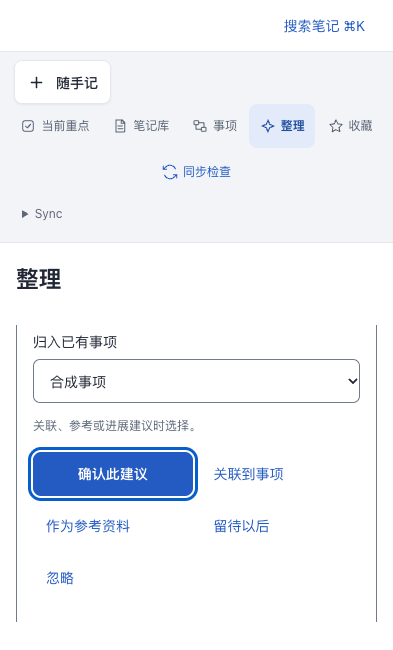 搜索笔记 ⌘K
随手记
当前重点 笔记库 事项 整理 收藏
同步检查
Sync
整理
归入已有事项
合成事项
关联、参考或进展建议时选择。
确认此建议 关联到事项
作为参考资料 留待以后
忽略